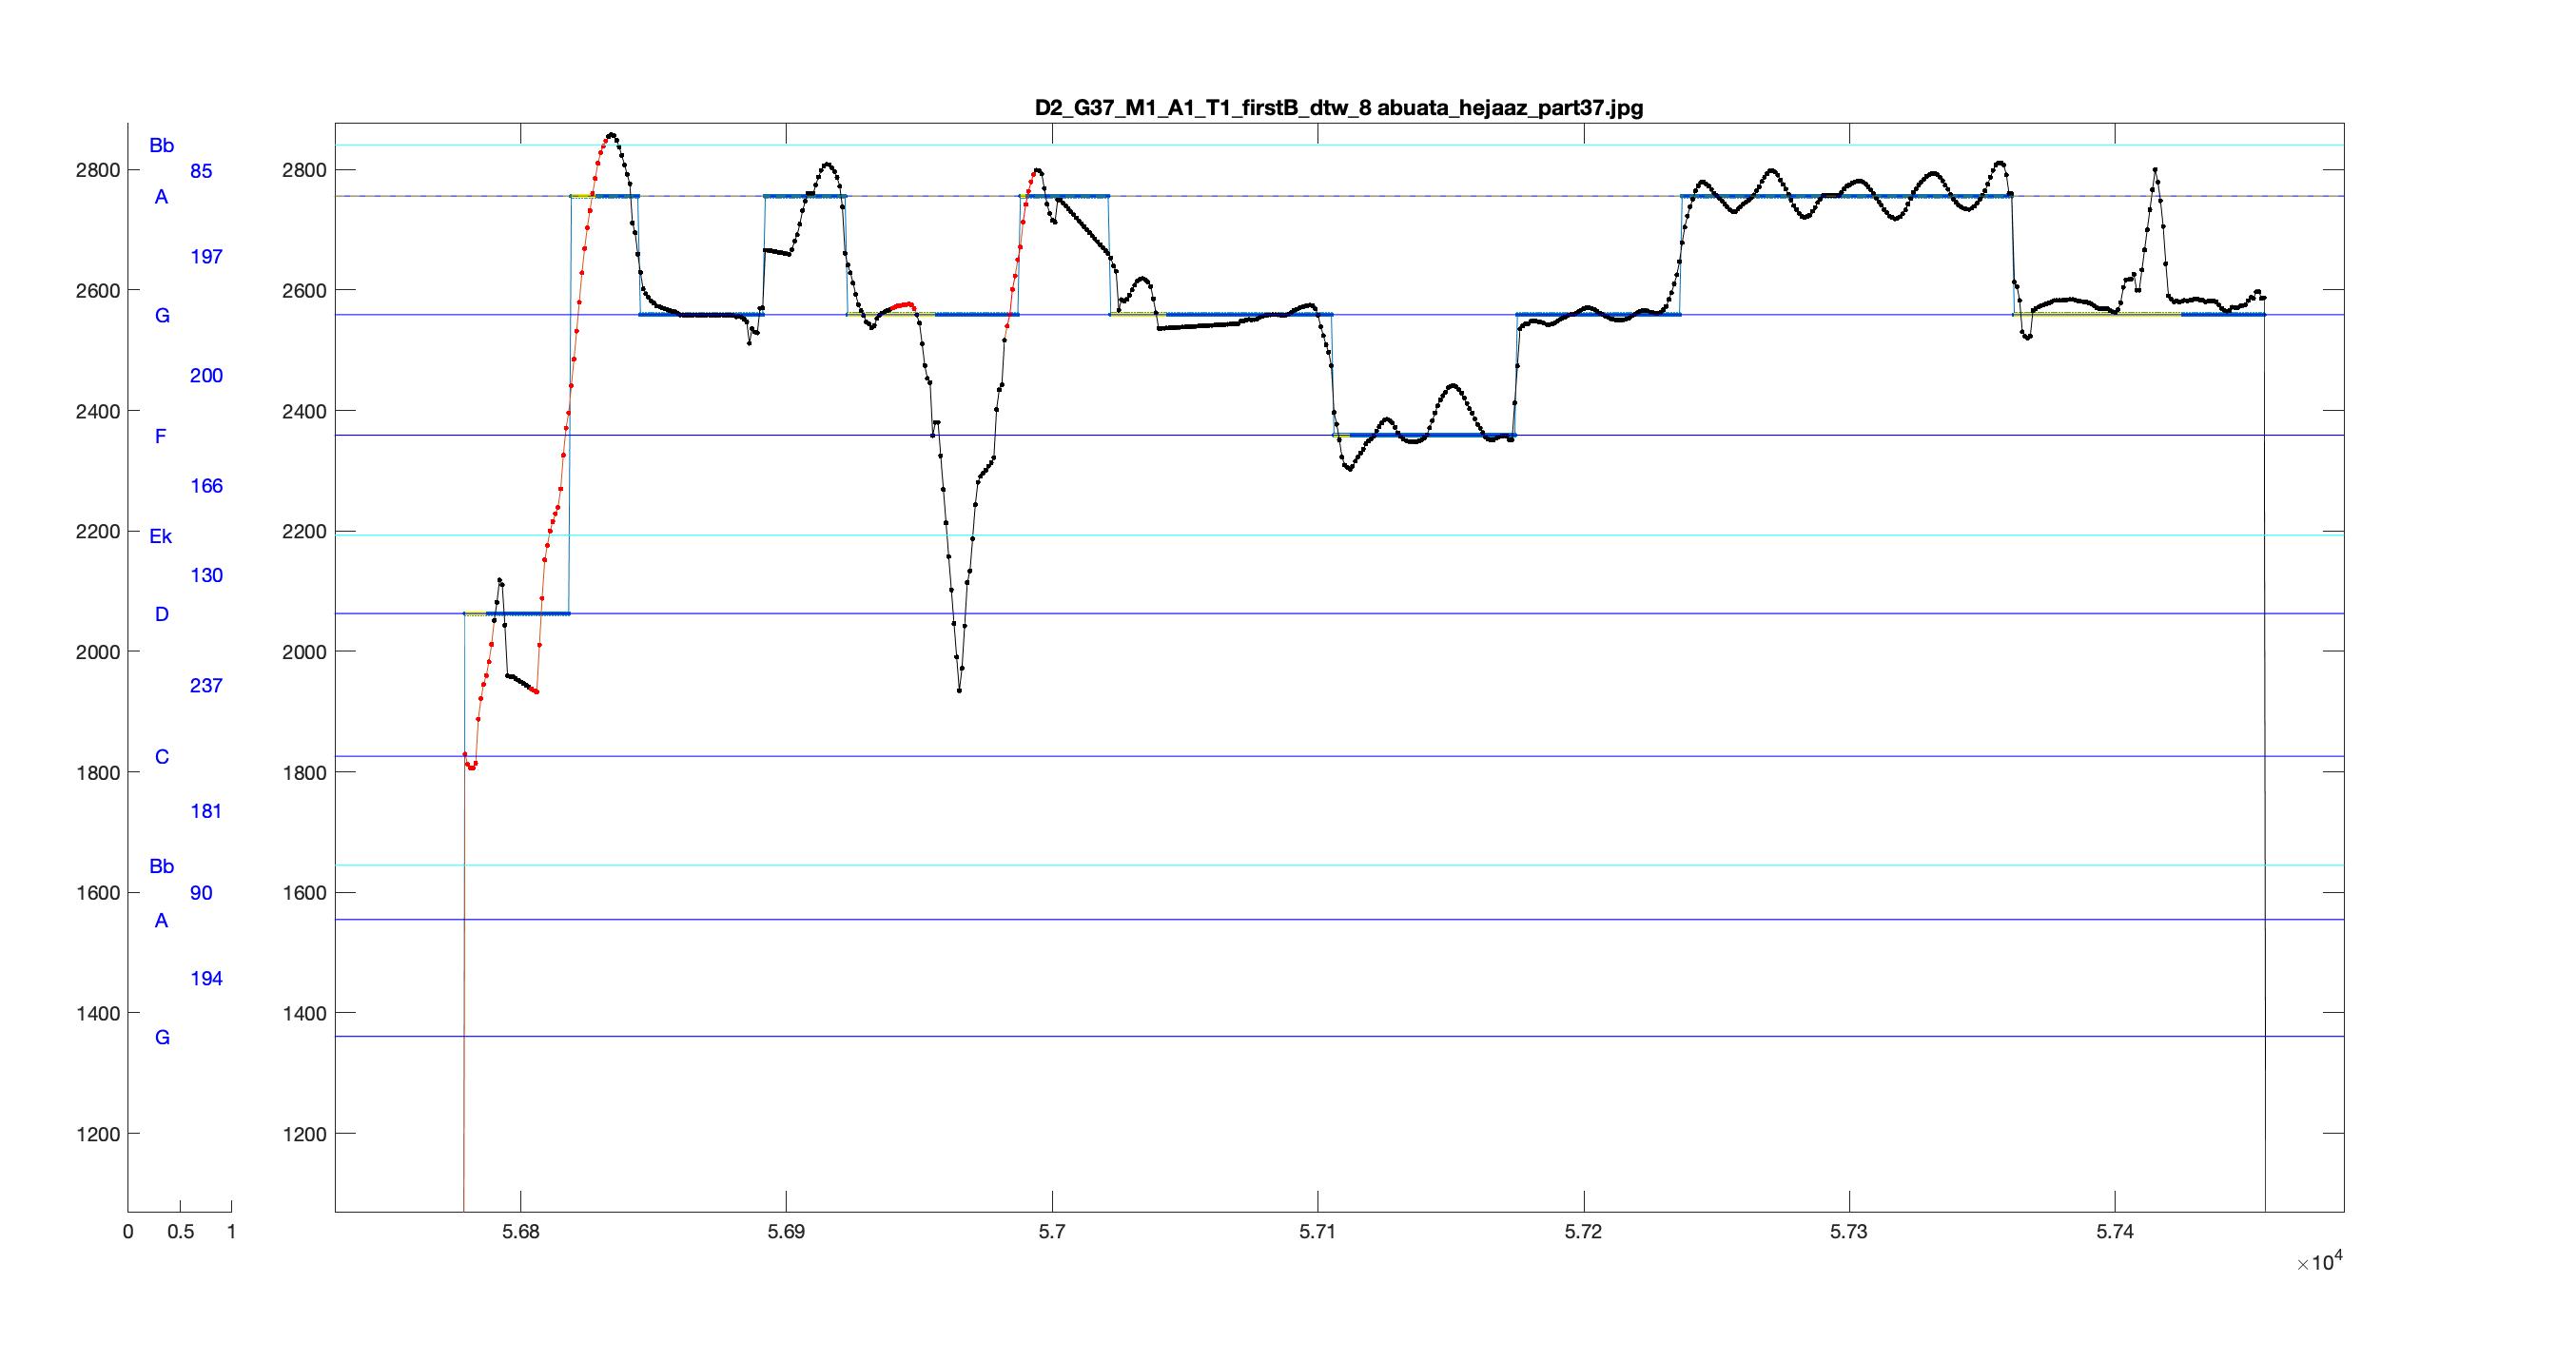 D2_G37_M1_A1_T1_firstB_dtw_8 abuata_hejaaz_part37.jpg
Bb
2800 85 2800
A
197
2600 2600
G
200
2400 2400
F
166
2200 Ek 2200
130
D
2000 2000
237
C
1800 1800
181
Bb
1600 90 1600
A
194
1400 1400
G
1200 1200
0 0.5 1 5.68 5.69 5.7 5.71 5.72 5.73 5.74
×10⁴